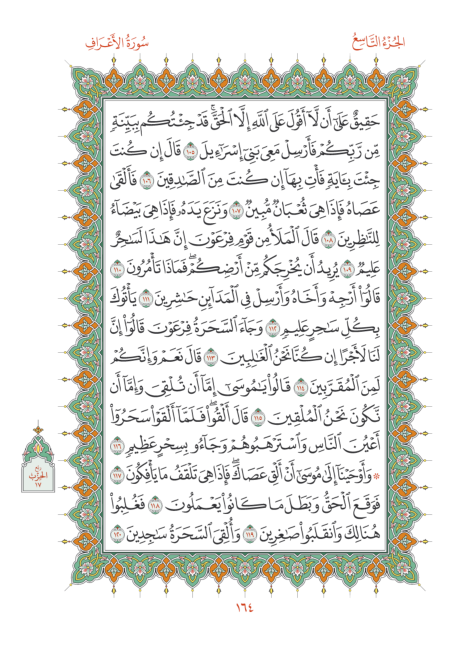 سُورَةُ الأَعْرَافِ
الجُزْءُ التَّاسِعُ
حَقِيقٌ عَلَىٰٓ أَن لَّآ أَقُولَ عَلَى ٱللَّهِ إِلَّا ٱلْحَقَّۚ قَدْ جِئْتُكُم بِبَيِّنَةٍ
مِّن رَّبِّكُمْ فَأَرْسِلْ مَعِىَ بَنِىٓ إِسْرَٰٓءِيلَ ١٠٥ قَالَ إِن كُنتَ
جِئْتَ بِـَٔايَةٍ فَأْتِ بِهَآ إِن كُنتَ مِنَ ٱلصَّٰدِقِينَ ١٠٦ فَأَلْقَىٰ
عَصَاهُ فَإِذَا هِىَ ثُعْبَانٌ مُّبِينٌ ١٠٧ وَنَزَعَ يَدَهُۥ فَإِذَا هِىَ بَيْضَآءُ
لِلنَّٰظِرِينَ ١٠٨ قَالَ ٱلْمَلَأُ مِن قَوْمِ فِرْعَوْنَ إِنَّ هَٰذَا لَسَٰحِرٌ
عَلِيمٌ ١٠٩ يُرِيدُ أَن يُخْرِجَكُم مِّنْ أَرْضِكُمْۖ فَمَاذَا تَأْمُرُونَ ١١٠
قَالُوٓا۟ أَرْجِهْ وَأَخَاهُ وَأَرْسِلْ فِى ٱلْمَدَآئِنِ حَٰشِرِينَ ١١١ يَأْتُوكَ
بِكُلِّ سَٰحِرٍ عَلِيمٍ ١١٢ وَجَآءَ ٱلسَّحَرَةُ فِرْعَوْنَ قَالُوٓا۟ إِنَّ
لَنَا لَأَجْرًا إِن كُنَّا نَحْنُ ٱلْغَٰلِبِينَ ١١٣ قَالَ نَعَمْ وَإِنَّكُمْ
لَمِنَ ٱلْمُقَرَّبِينَ ١١٤ قَالُوا۟ يَٰمُوسَىٰٓ إِمَّآ أَن تُلْقِىَ وَإِمَّآ أَن
نَّكُونَ نَحْنُ ٱلْمُلْقِينَ ١١٥ قَالَ أَلْقُوا۟ۖ فَلَمَّآ أَلْقَوْا۟ سَحَرُوٓا۟
أَعْيُنَ ٱلنَّاسِ وَٱسْتَرْهَبُوهُمْ وَجَآءُو بِسِحْرٍ عَظِيمٍ ١١٦
۞ وَأَوْحَيْنَآ إِلَىٰ مُوسَىٰٓ أَنْ أَلْقِ عَصَاكَۖ فَإِذَا هِىَ تَلْقَفُ مَا يَأْفِكُونَ ١١٧
فَوَقَعَ ٱلْحَقُّ وَبَطَلَ مَا كَانُوا۟ يَعْمَلُونَ ١١٨ فَغُلِبُوا۟
هُنَالِكَ وَٱنقَلَبُوا۟ صَٰغِرِينَ ١١٩ وَأُلْقِىَ ٱلسَّحَرَةُ سَٰجِدِينَ ١٢٠
ربع
الحزب
١٧
١٦٤